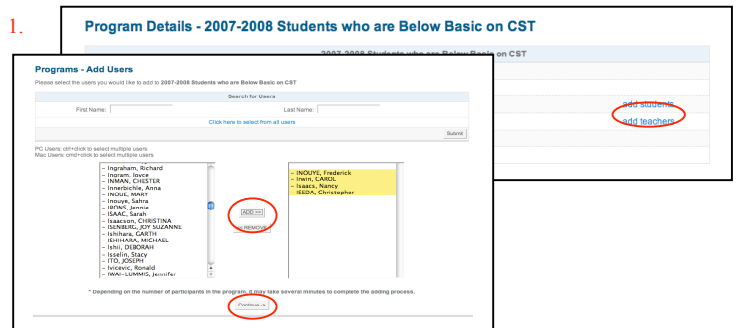 1.
Program Details - 2007-2008 Students who are Below Basic on CST
2007-2008 Students who are Below Basic on CST
add students
add teachers
Programs - Add Users
Please select the users you would like to add to 2007-2008 Students who are Below Basic on CST
Search for Users
First Name: Last Name:
Click here to select from all users
Submit
PC Users: ctrl+click to select multiple users
Mac Users: cmd+click to select multiple users
- Ingraham, Richard
- Ingram, Joyce
- INMAN, CHESTER
- Innerbichle, Anna
- INOUE, MARY
- Inouye, Sahra
- IRONS, Jennie
- ISAAC, Sarah
- Isaacson, CHRISTINA
- ISENBERG, JOY SUZANNE
- Ishihara, GARTH
- ISHIHARA, MICHAEL
- Ishii, DEBORAH
- Isselin, Stacy
- ITO, JOSEPH
- Ivicevic, Ronald
- IWAI-LUMMIS, Jennifer
ADD >>
<< REMOVE
- INOUYE, Frederick
- Irwin, CAROL
- Isaacs, Nancy
- ISEDA, Christopher
* Depending on the number of participants in the program, it may take several minutes to complete the adding process.
Continue ->